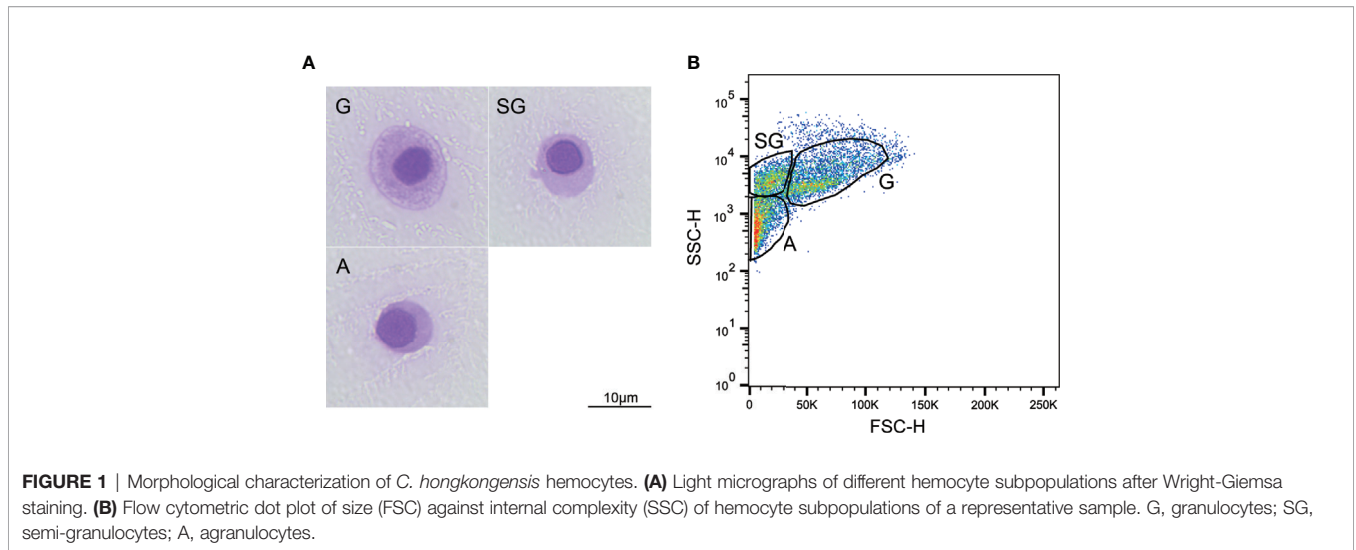 A
B
G
SG
A
10µm
SSC-H
10^5
10^4
10^3
10^2
10^1
10^0
SG
G
A
0 50K 100K 150K 200K 250K
FSC-H
FIGURE 1 | Morphological characterization of C. hongkongensis hemocytes. (A) Light micrographs of different hemocyte subpopulations after Wright-Giemsa
staining. (B) Flow cytometric dot plot of size (FSC) against internal complexity (SSC) of hemocyte subpopulations of a representative sample. G, granulocytes; SG,
semi-granulocytes; A, agranulocytes.